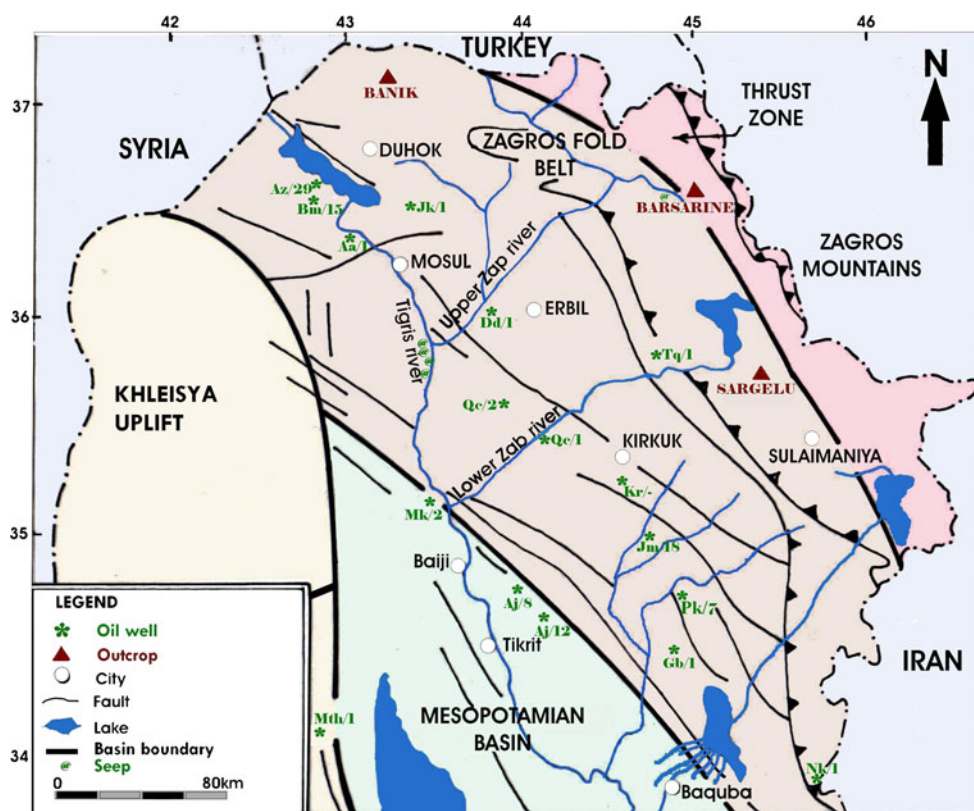 42 43 44 45 46
TURKEY
N
37
BANIK
THRUST
ZONE
SYRIA
DUHOK
ZAGROS FOLD
BELT
Az/29
Bm/15
Jk/1
BARSARINE
Aa/1
ZAGROS
MOUNTAINS
MOSUL
Upper Zap river
36
Tigris river
Dd/1
ERBIL
Tq/1
SARGELU
KHLEISYA
UPLIFT
Qc/2
Lower Zab river
Qc/1
KIRKUK
SULAIMANIYA
Kr/-
Mk/2
35
Jm/18
Baiji
Aj/8
Pk/7
Aj/12
LEGEND
Oil well
Outcrop
City
Fault
Lake
Basin boundary
Seep
0 80km
Tikrit
Gb/1
IRAN
MESOPOTAMIAN
BASIN
Mth/1
34
Nk/1
Baquba